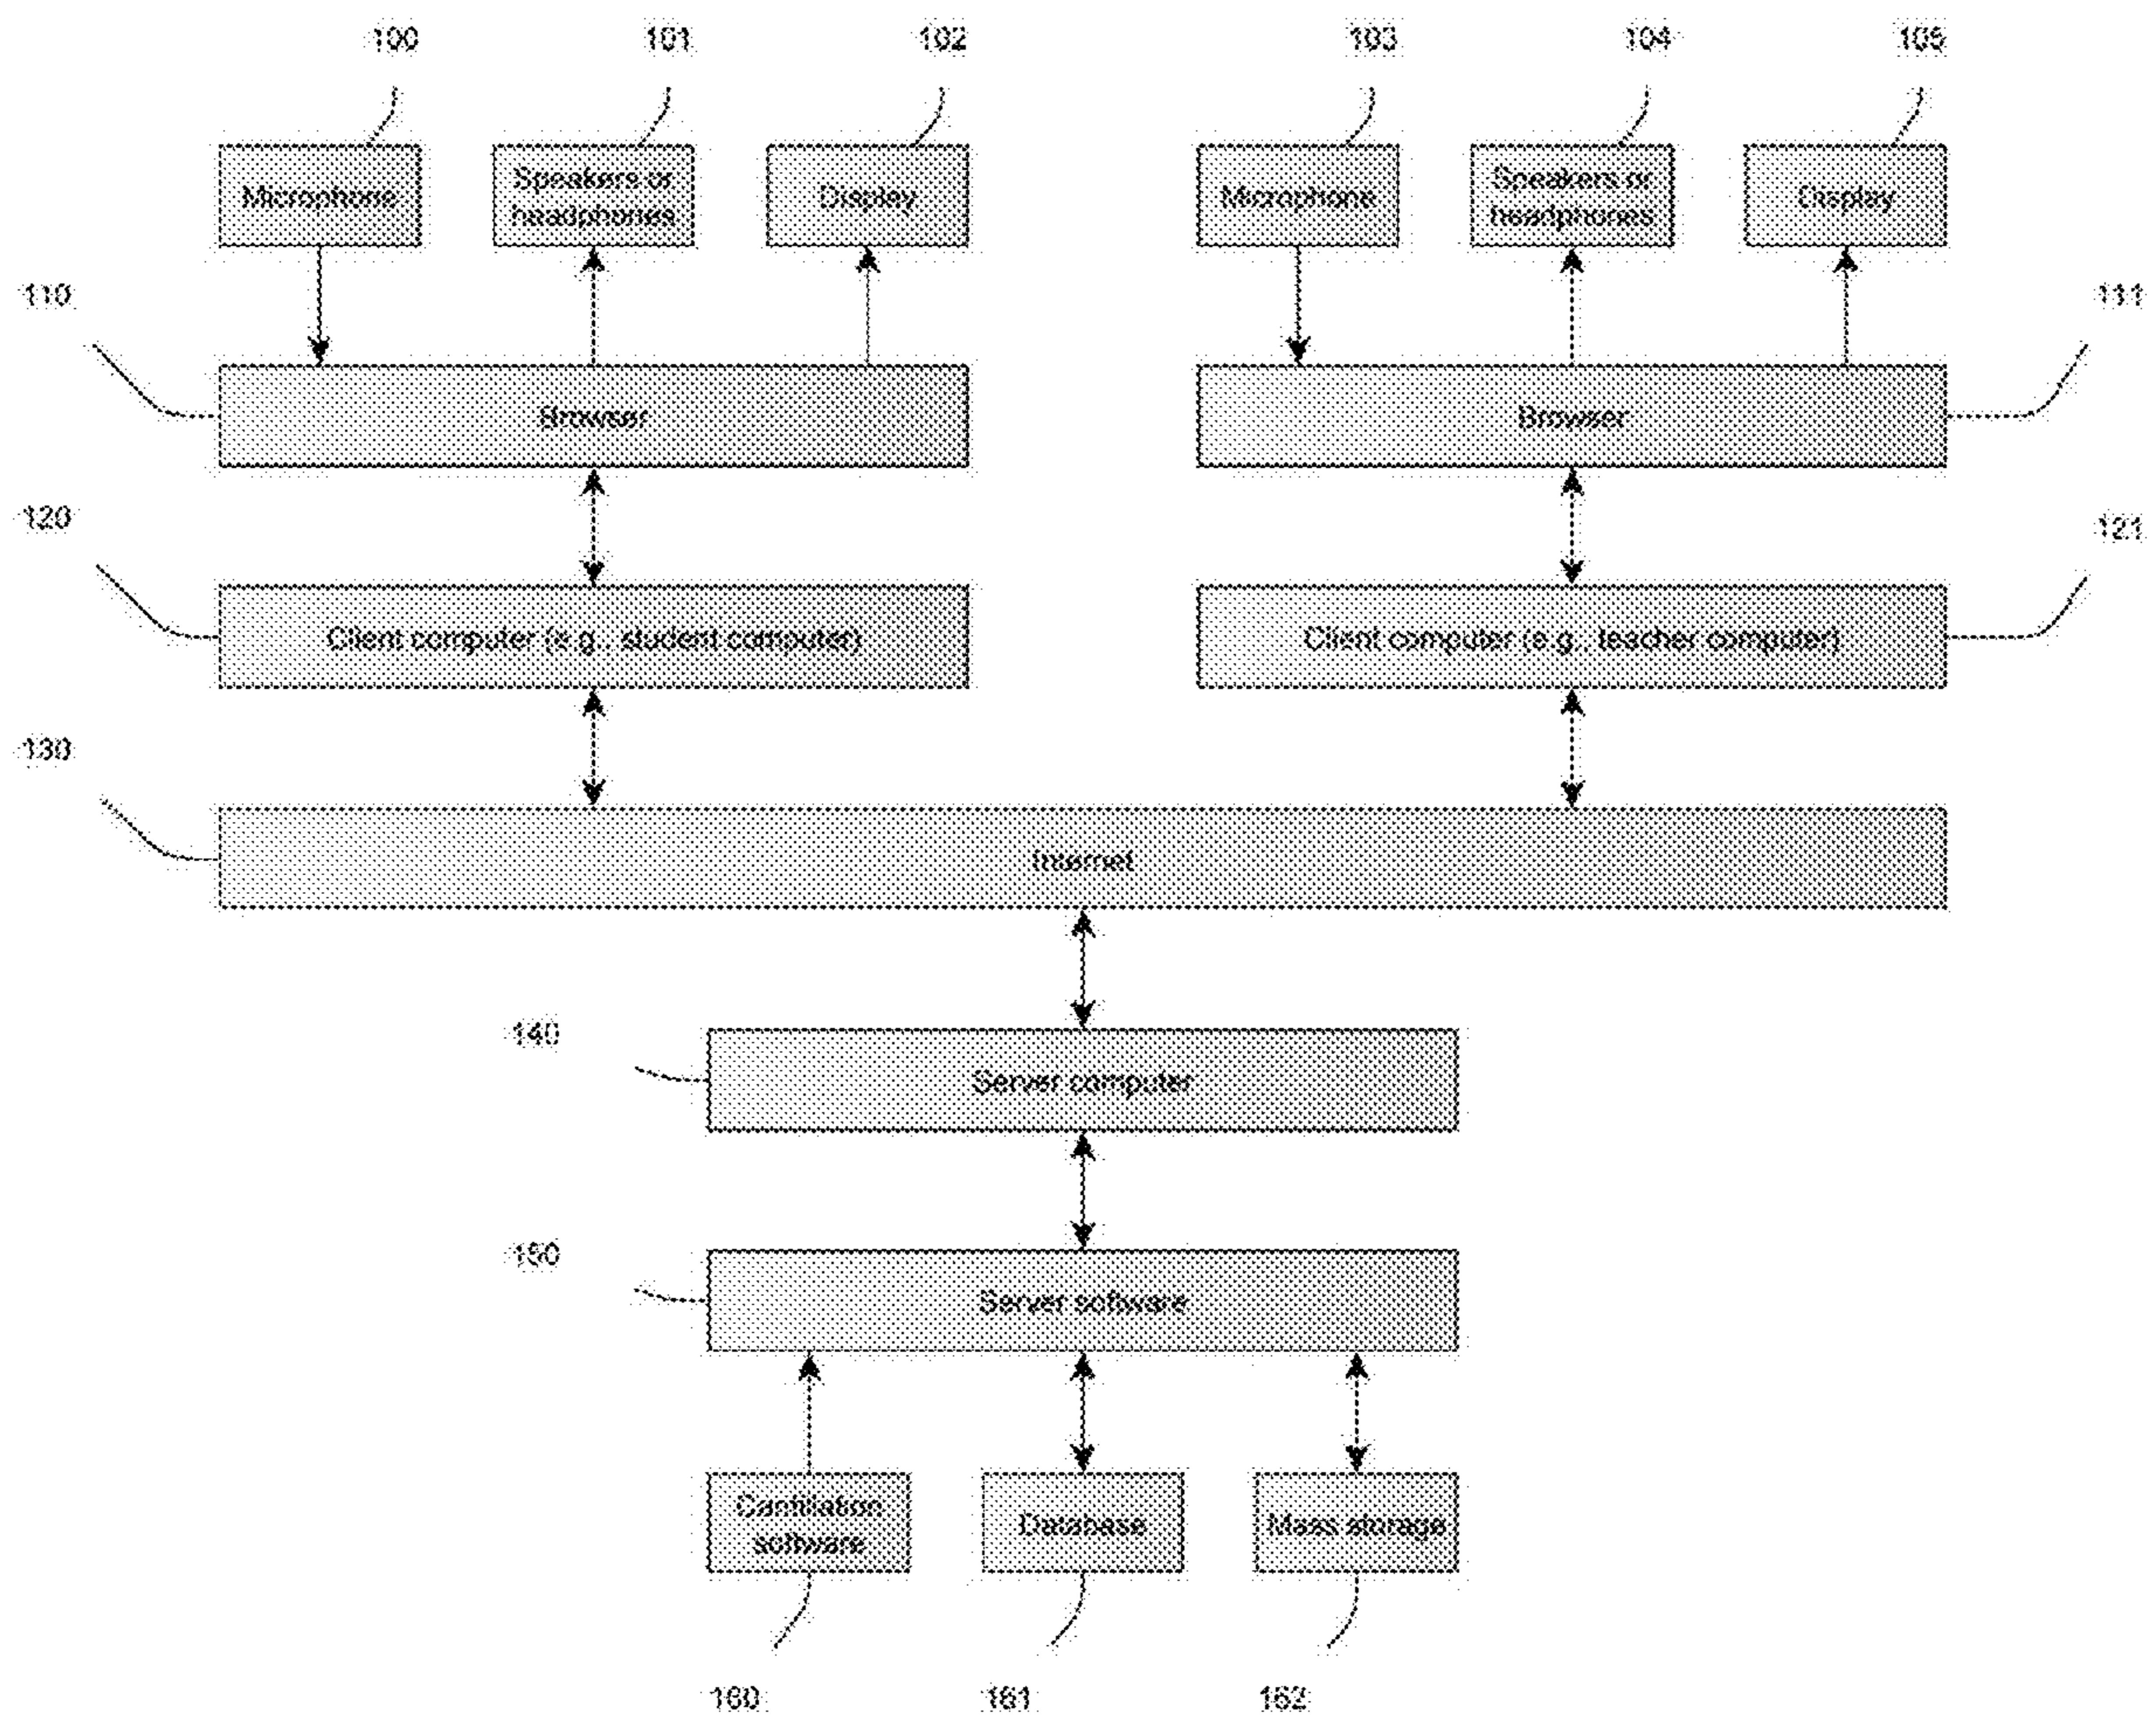 100 101 102 103 104 105
Microphone
Speakers or
headphones
Display
Microphone
Speakers or
headphones
Display
110
111
Browser
Browser
120
121
Client computer (e.g., student computer)
Client computer (e.g., teacher computer)
130
Internet
140
Server computer
150
Server software
Cantillation
software
Database
Mass storage
160 161 162